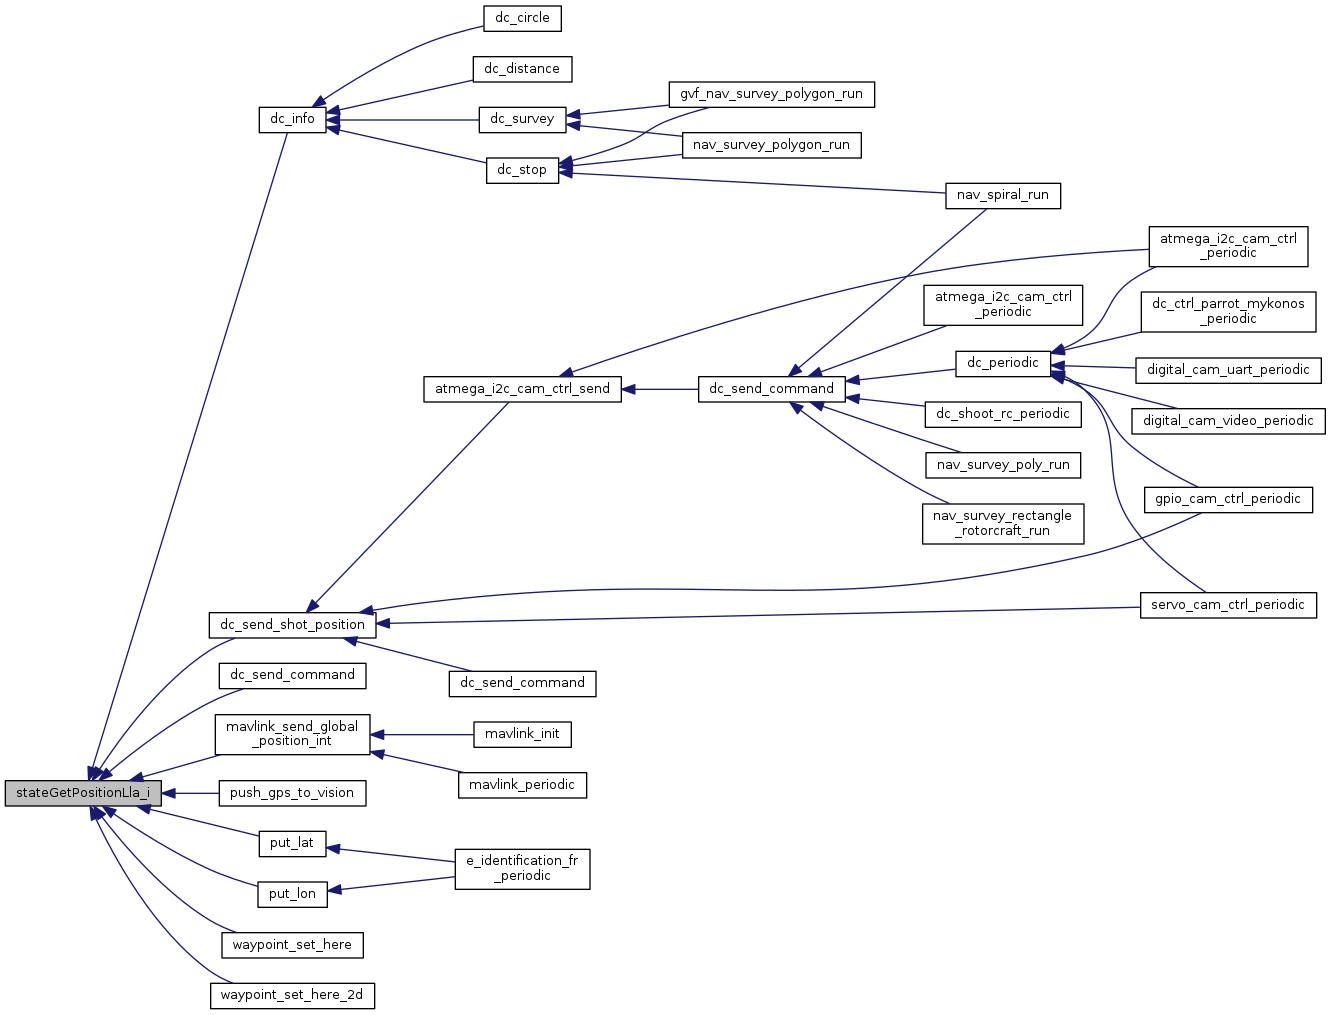 dc_circle
dc_distance
gvf_nav_survey_polygon_run
dc_info
dc_survey
nav_survey_polygon_run
dc_stop
nav_spiral_run
atmega_i2c_cam_ctrl
_periodic
atmega_i2c_cam_ctrl
_periodic
dc_ctrl_parrot_mykonos
_periodic
dc_periodic
digital_cam_uart_periodic
atmega_i2c_cam_ctrl_send
dc_send_command
dc_shoot_rc_periodic
digital_cam_video_periodic
nav_survey_poly_run
gpio_cam_ctrl_periodic
nav_survey_rectangle
_rotorcraft_run
servo_cam_ctrl_periodic
dc_send_shot_position
dc_send_command
dc_send_command
mavlink_send_global
_position_int
mavlink_init
mavlink_periodic
stateGetPositionLla_i
push_gps_to_vision
put_lat
e_identification_fr
_periodic
put_lon
waypoint_set_here
waypoint_set_here_2d